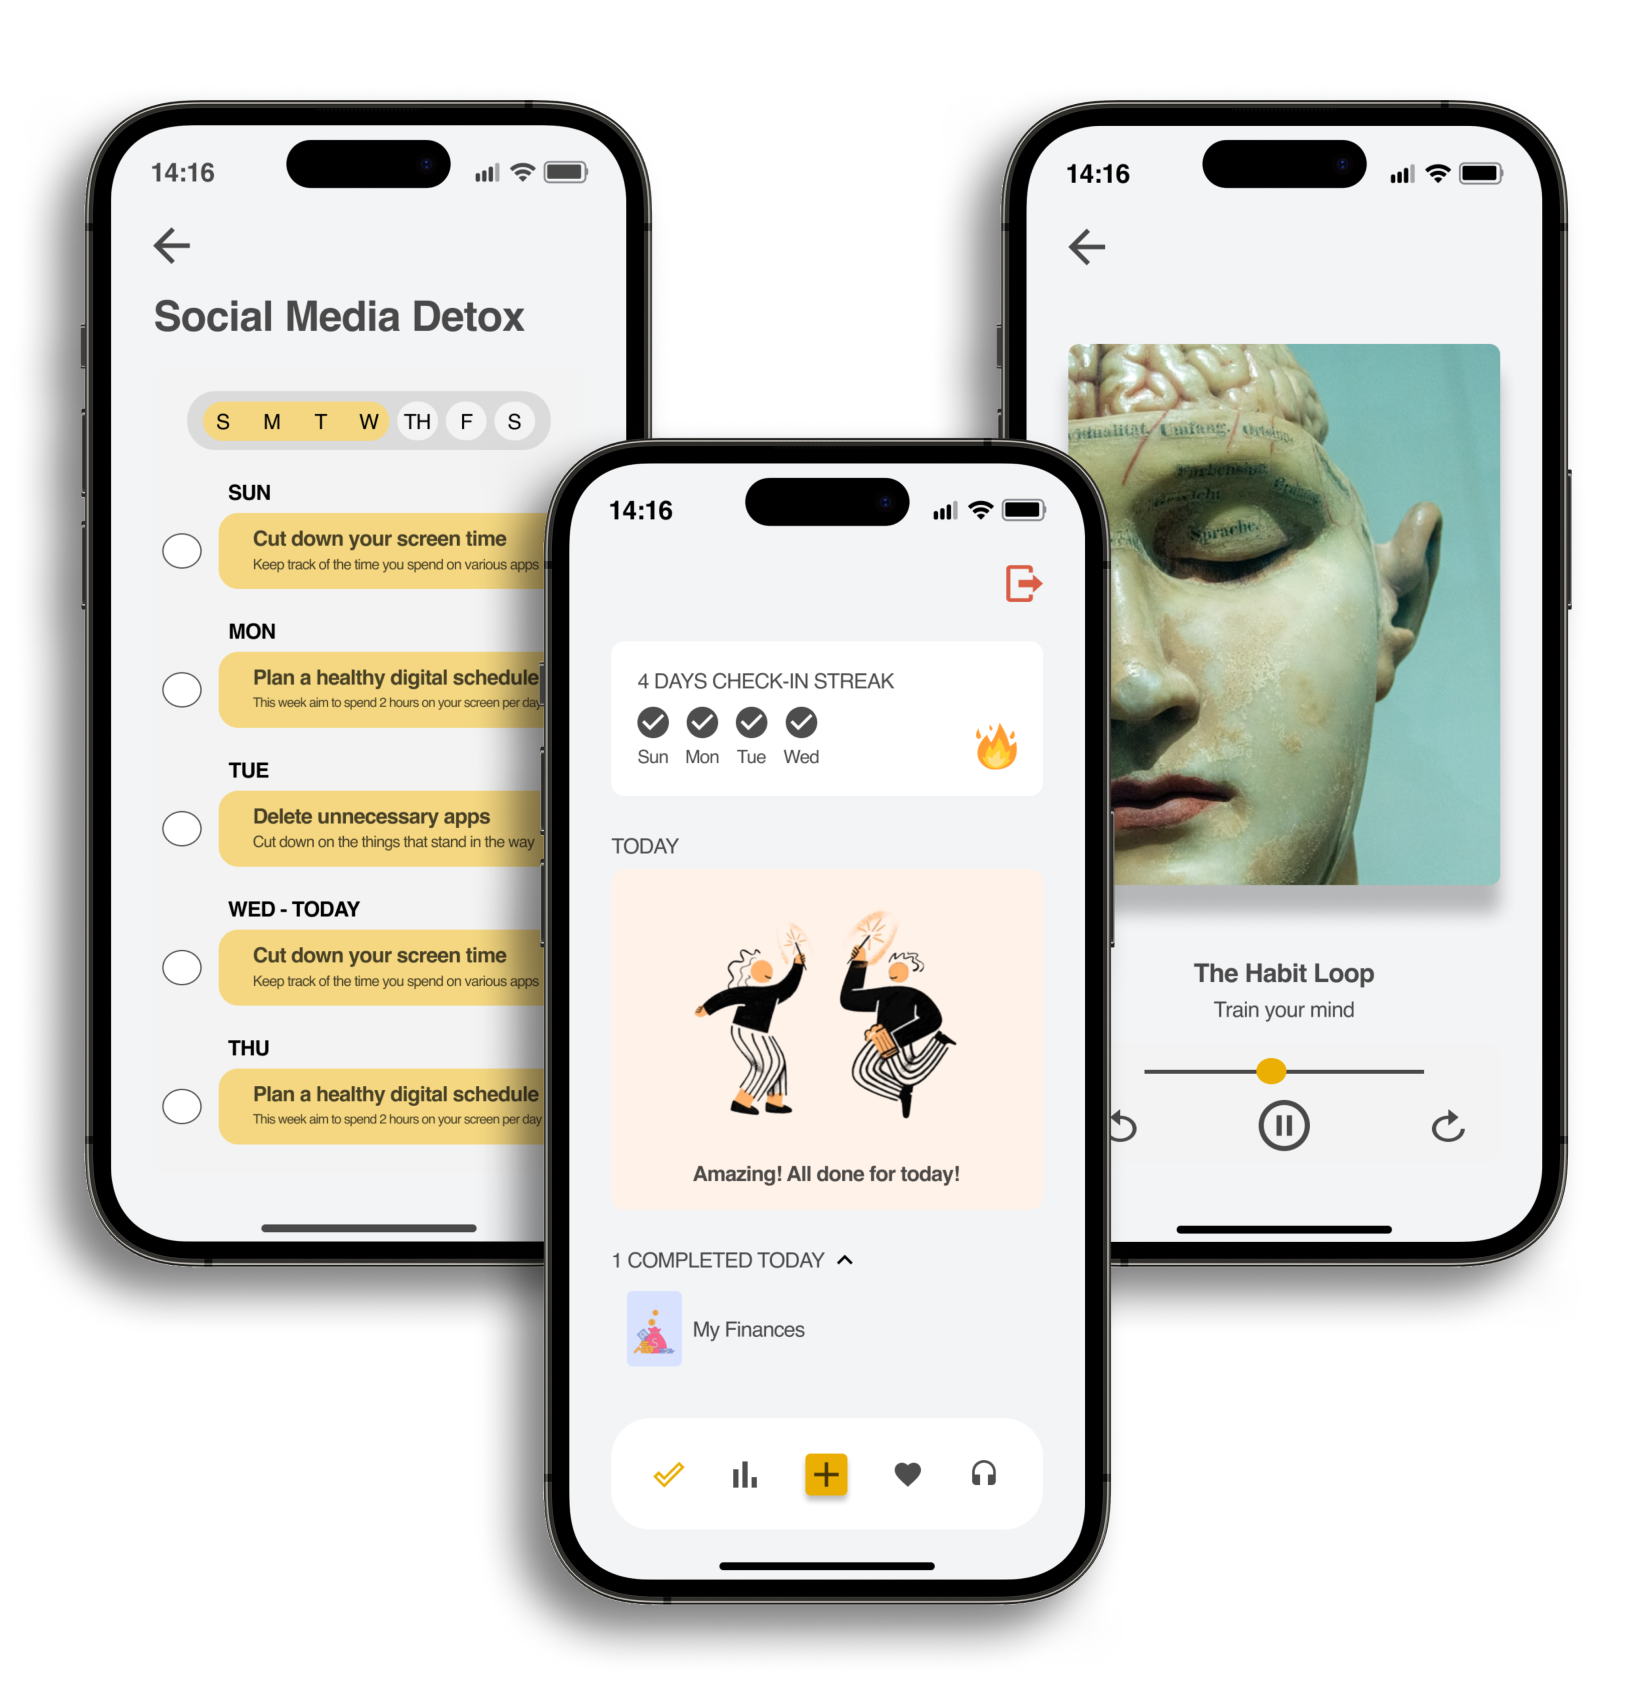 14:16
Social Media Detox
S M T W TH F S
SUN
Cut down your screen time
Keep track of the time you spend on various apps
MON
Plan a healthy digital schedule
This week aim to spend 2 hours on your screen per day
TUE
Delete unnecessary apps
Cut down on the things that stand in the way
WED - TODAY
Cut down your screen time
Keep track of the time you spend on various apps
THU
Plan a healthy digital schedule
This week aim to spend 2 hours on your screen per day
14:16
4 DAYS CHECK-IN STREAK
Sun Mon Tue Wed
TODAY
Amazing! All done for today!
1 COMPLETED TODAY
My Finances
14:16
Umfang.
Sprache.
The Habit Loop
Train your mind